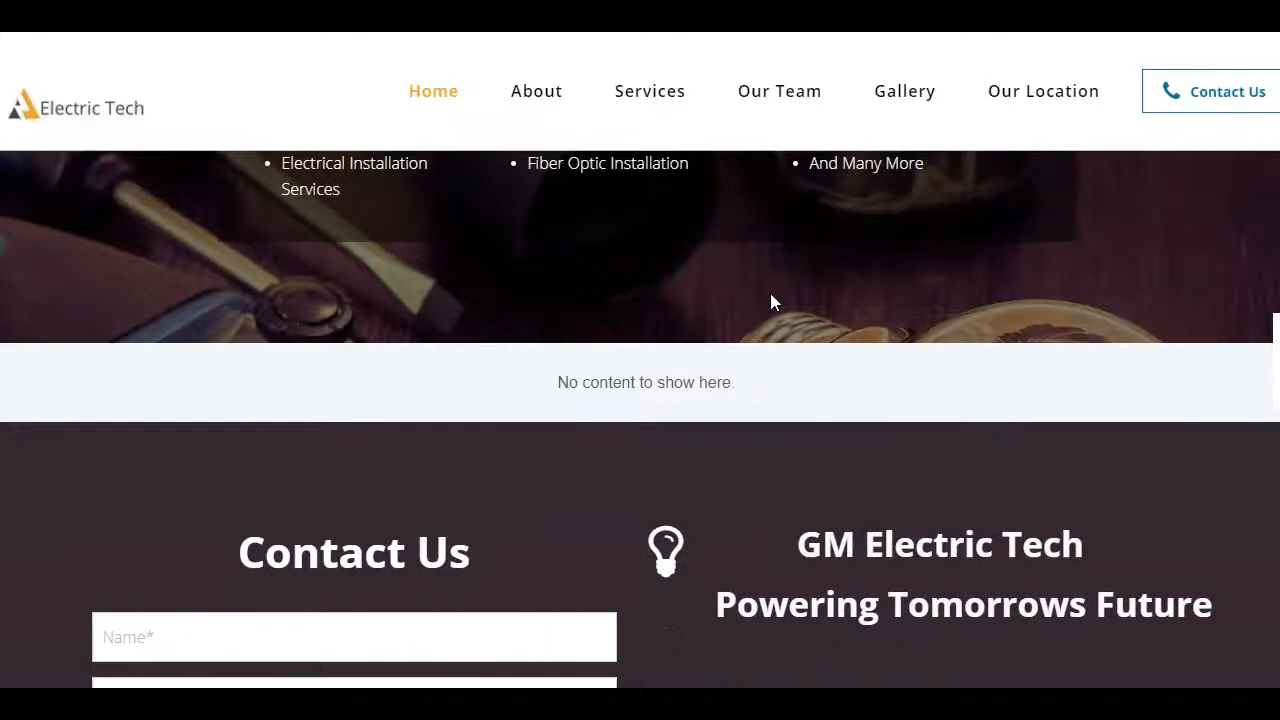 Electric Tech
Home About Services Our Team Gallery Our Location Contact Us
Electrical Installation Services
Fiber Optic Installation
And Many More
No content to show here.
Contact Us
Name*
GM Electric Tech
Powering Tomorrows Future